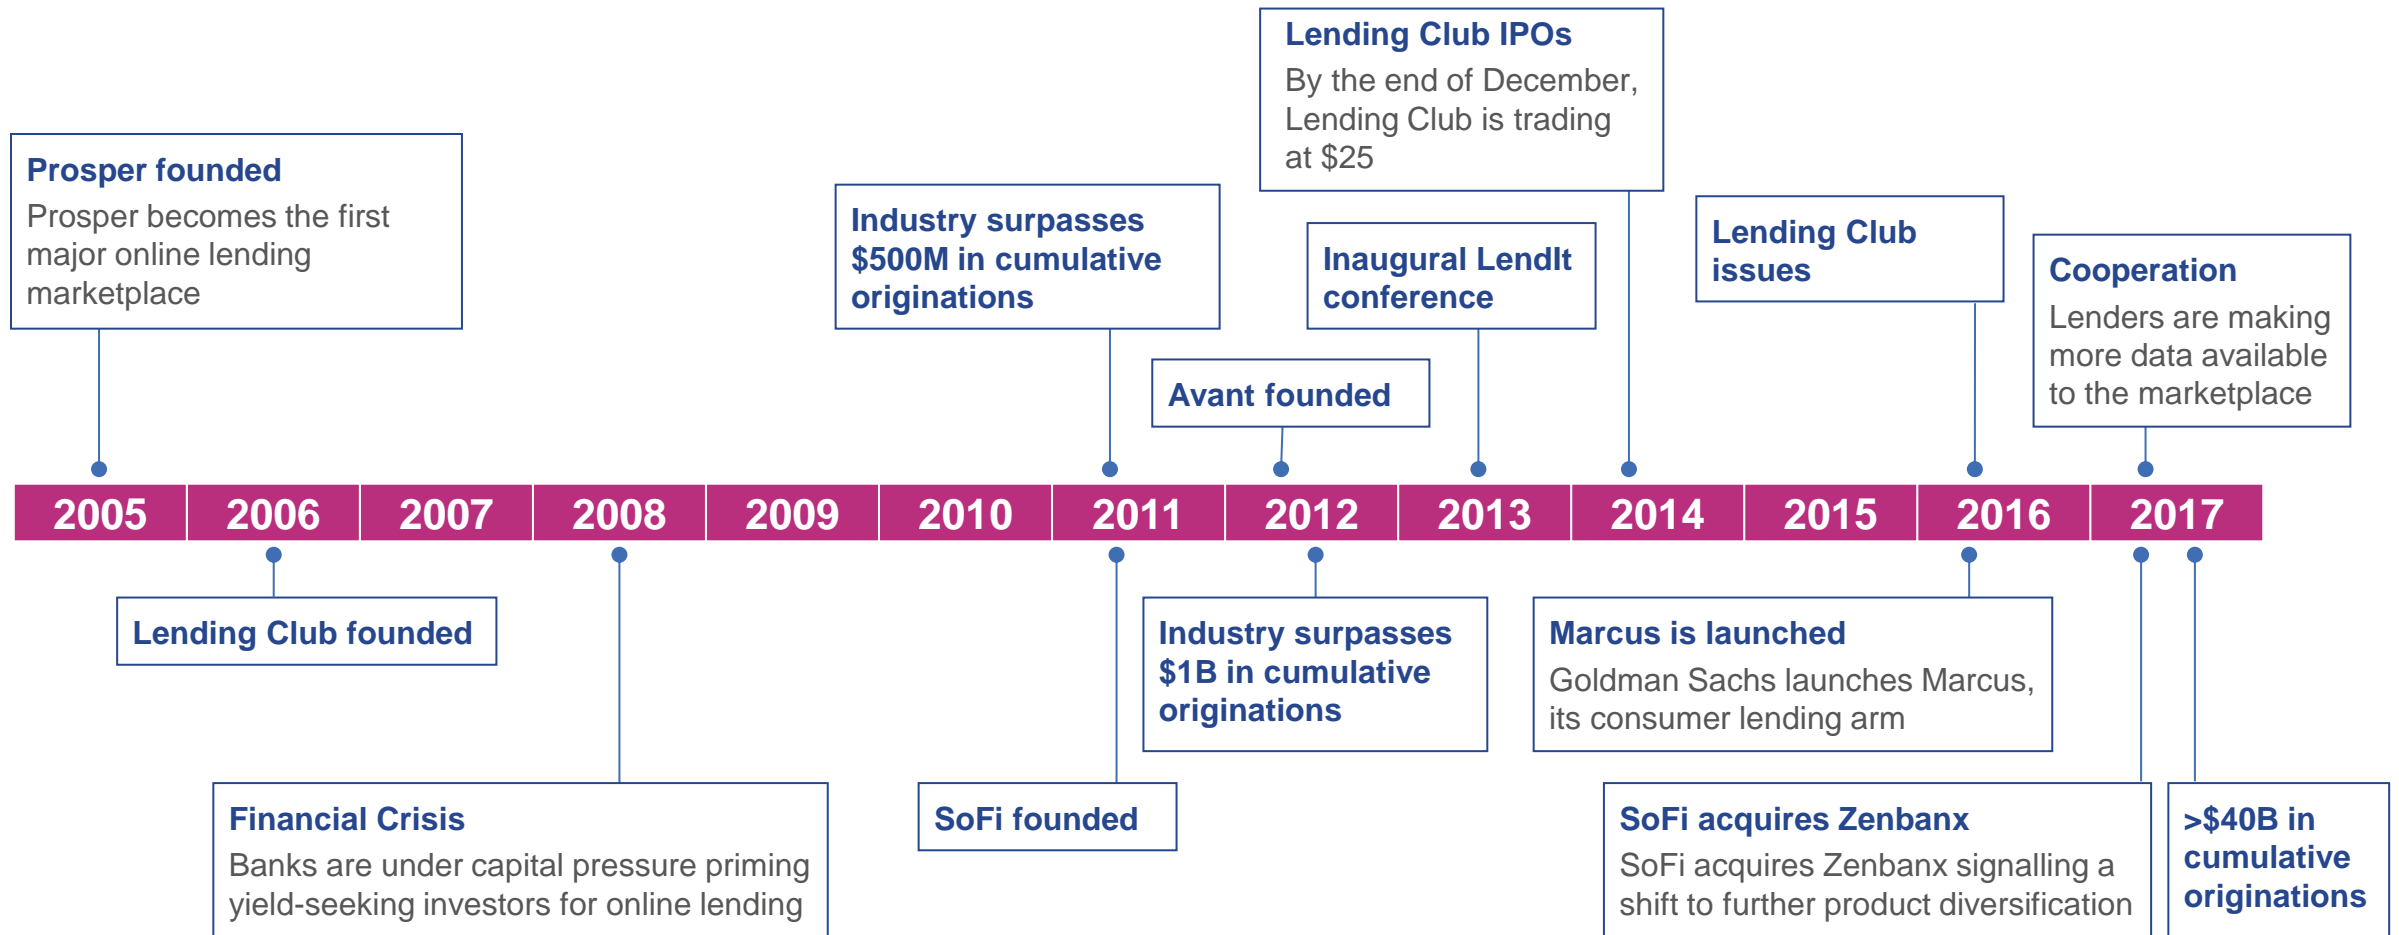 Lending Club IPOs
By the end of December,
Lending Club is trading
at $25
Prosper founded
Prosper becomes the first
major online lending
marketplace
Industry surpasses
$500M in cumulative
originations
Inaugural LendIt
conference
Lending Club
issues
Cooperation
Lenders are making
more data available
to the marketplace
Avant founded
2005 2006 2007 2008 2009 2010 2011 2012 2013 2014 2015 2016 2017
Lending Club founded
Industry surpasses
$1B in cumulative
originations
Marcus is launched
Goldman Sachs launches Marcus,
its consumer lending arm
Financial Crisis
Banks are under capital pressure priming
yield-seeking investors for online lending
SoFi founded
SoFi acquires Zenbanx
SoFi acquires Zenbanx signalling a
shift to further product diversification
>$40B in
cumulative
originations